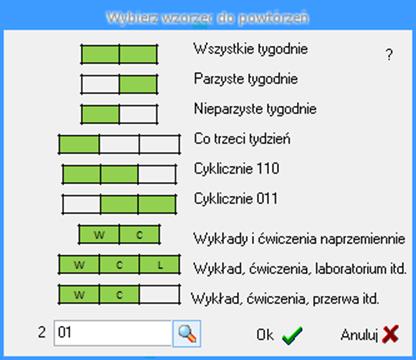 Wybierz wzorzec do powtórzeń
Wszystkie tygodnie
?
Parzyste tygodnie
Nieparzyste tygodnie
Co trzeci tydzień
Cyklicznie 110
Cyklicznie 011
W C Wykłady i ćwiczenia naprzemiennie
W C L Wykład, ćwiczenia, laboratorium itd.
W C Wykład, ćwiczenia, przerwa itd.
2 01 Ok Anuluj